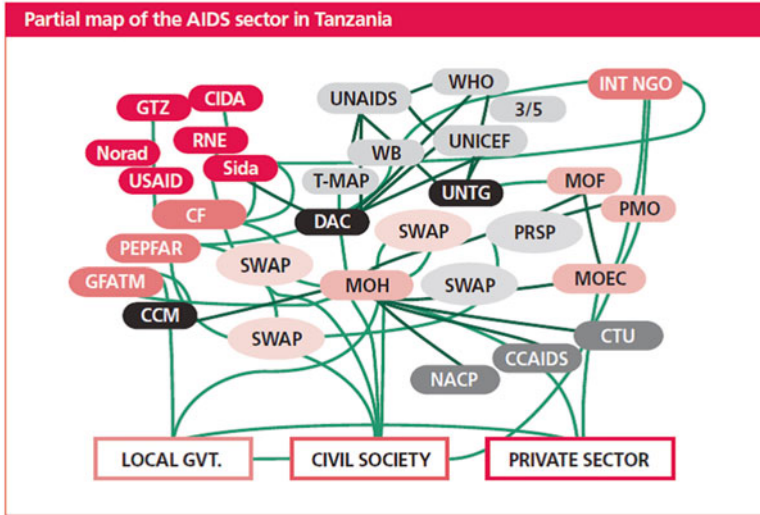 Partial map of the AIDS sector in Tanzania
WHO
INT NGO
CIDA
UNAIDS
GTZ
3/5
RNE
UNICEF
Norad
WB
Sida
USAID
T-MAP
MOF
UNTG
CF
DAC
PMO
SWAP
PRSP
PEPFAR
SWAP
GFATM
MOH
SWAP
MOEC
CCM
SWAP
CTU
CCAIDS
NACP
LOCAL GVT.
CIVIL SOCIETY
PRIVATE SECTOR